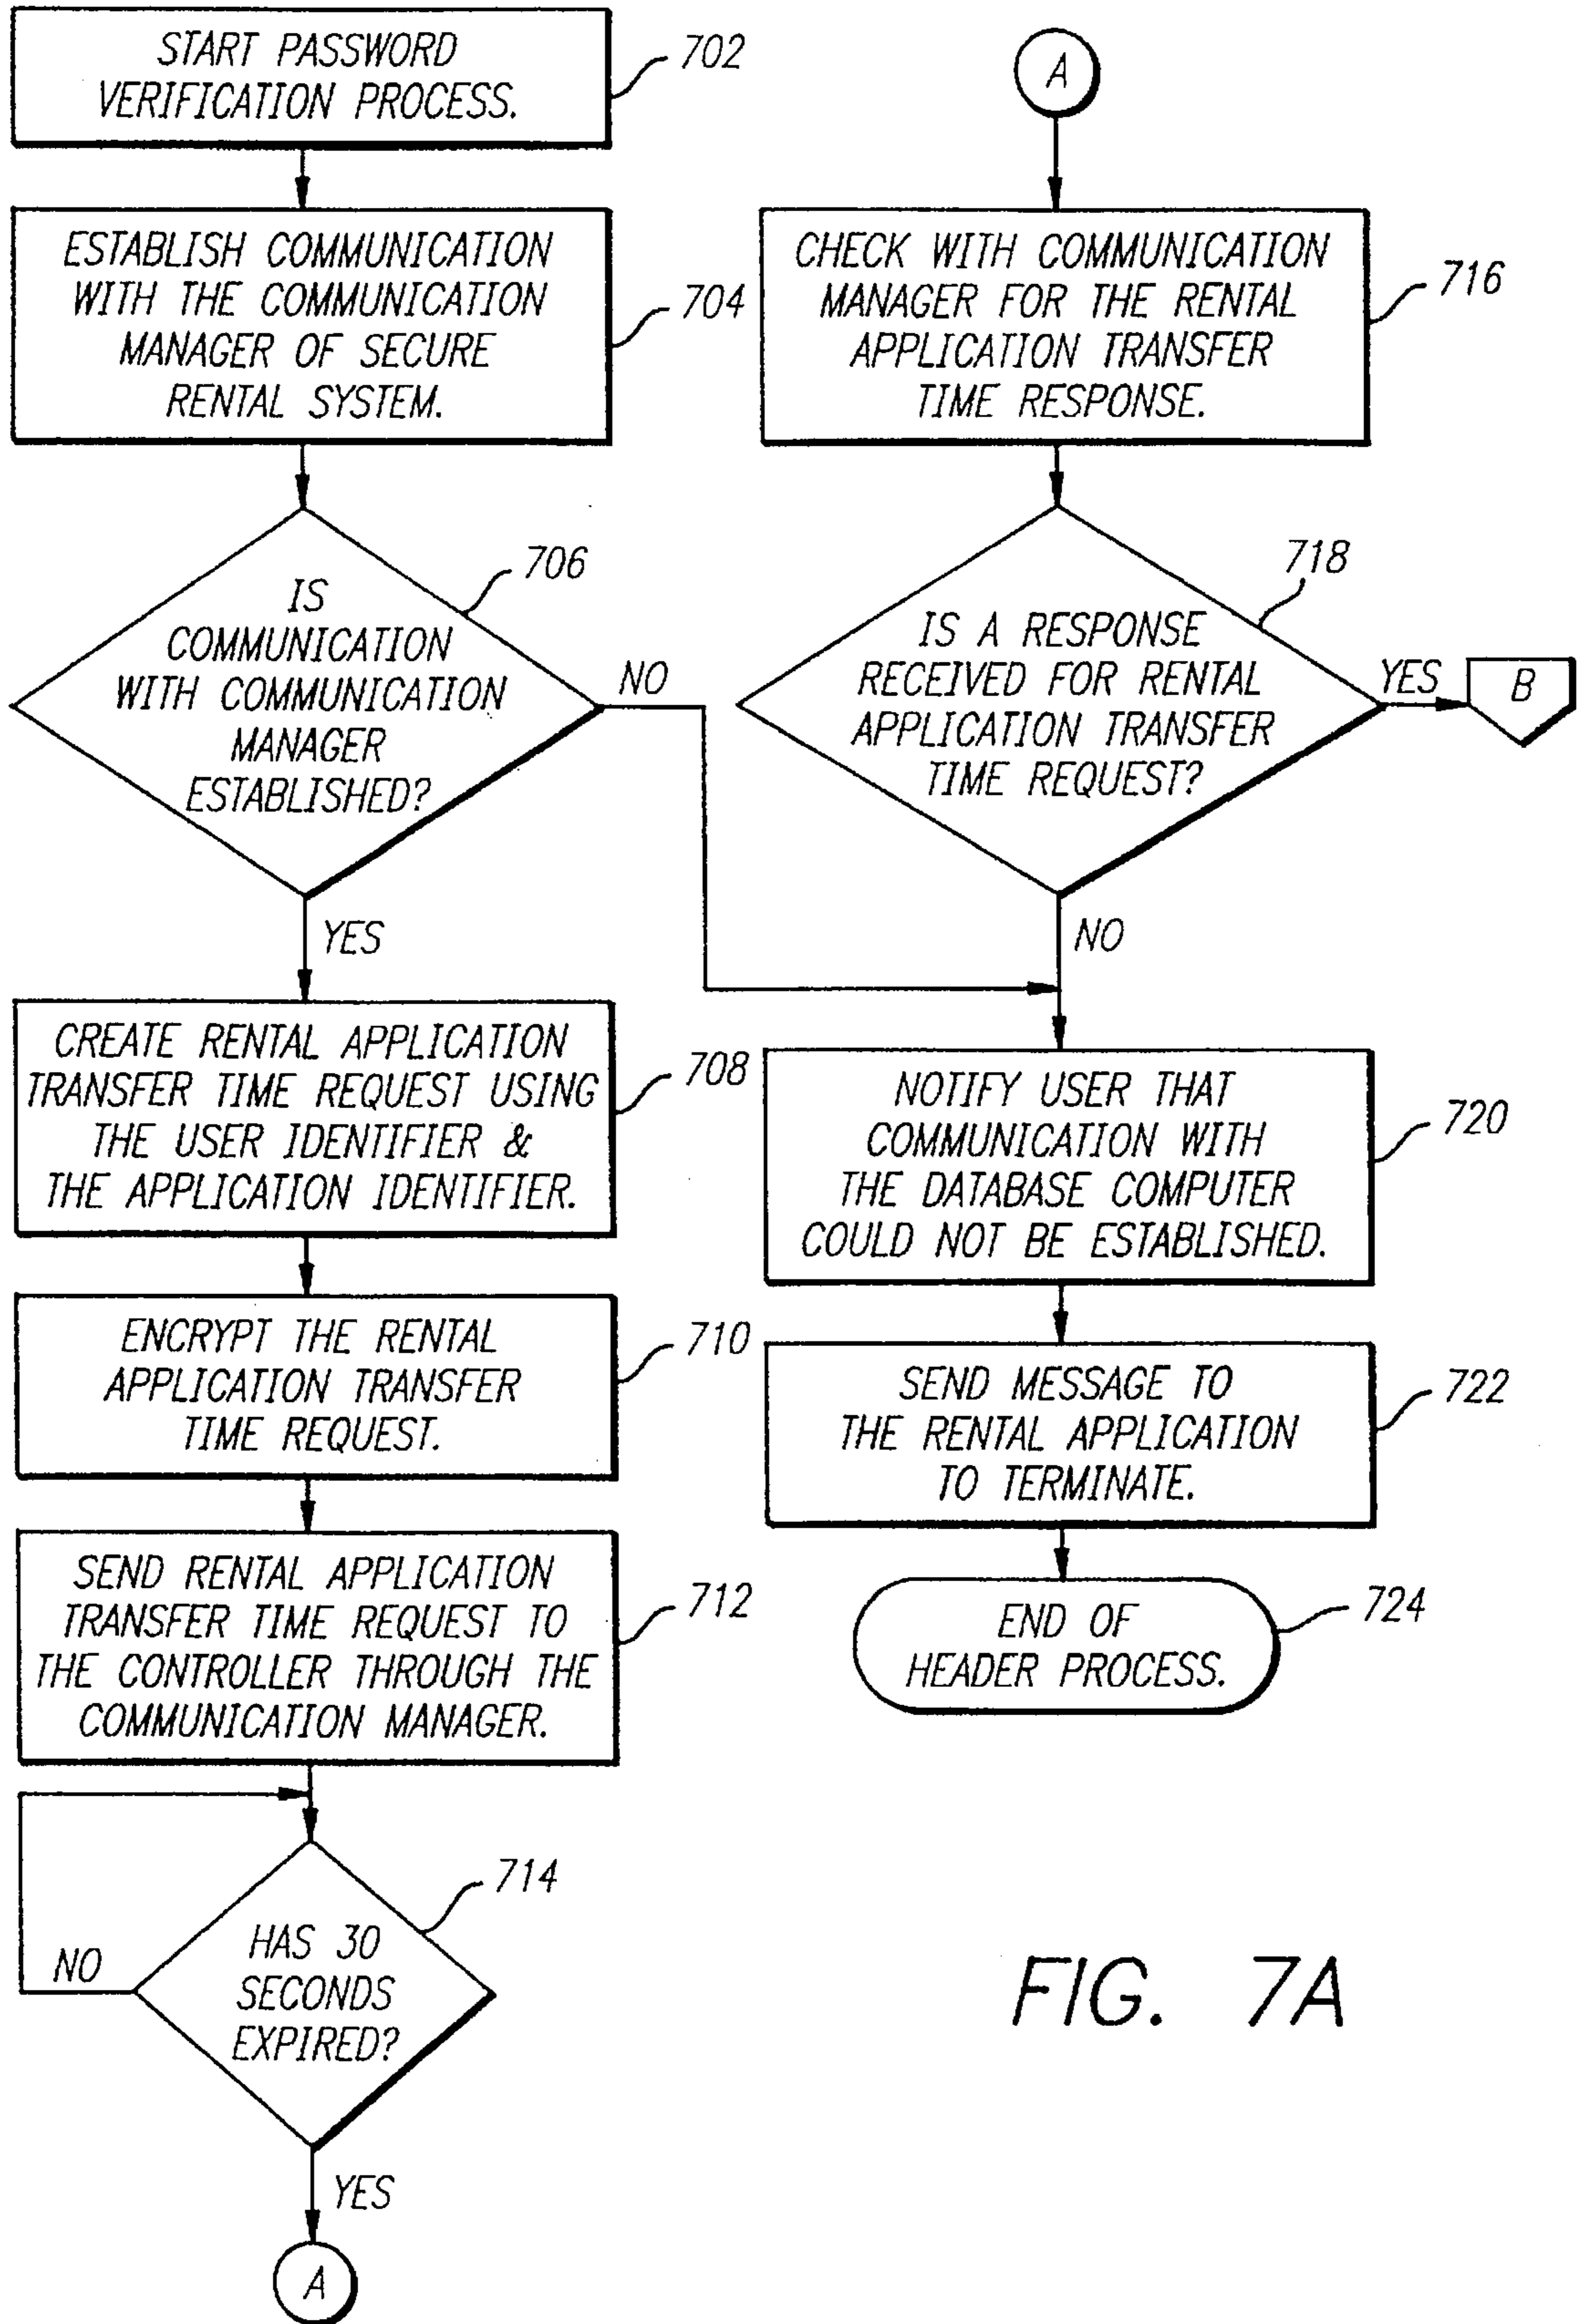 START PASSWORD
VERIFICATION PROCESS.
702
ESTABLISH COMMUNICATION
WITH THE COMMUNICATION
MANAGER OF SECURE
RENTAL SYSTEM.
704
IS
COMMUNICATION
WITH COMMUNICATION
MANAGER
ESTABLISHED?
706
NO
YES
CREATE RENTAL APPLICATION
TRANSFER TIME REQUEST USING
THE USER IDENTIFIER &
THE APPLICATION IDENTIFIER.
708
ENCRYPT THE RENTAL
APPLICATION TRANSFER
TIME REQUEST.
710
SEND RENTAL APPLICATION
TRANSFER TIME REQUEST TO
THE CONTROLLER THROUGH THE
COMMUNICATION MANAGER.
712
HAS 30
SECONDS
EXPIRED?
714
NO
YES
A
A
CHECK WITH COMMUNICATION
MANAGER FOR THE RENTAL
APPLICATION TRANSFER
TIME RESPONSE.
716
IS A RESPONSE
RECEIVED FOR RENTAL
APPLICATION TRANSFER
TIME REQUEST?
718
YES
B
NO
NOTIFY USER THAT
COMMUNICATION WITH
THE DATABASE COMPUTER
COULD NOT BE ESTABLISHED.
720
SEND MESSAGE TO
THE RENTAL APPLICATION
TO TERMINATE.
722
END OF
HEADER PROCESS.
724
FIG. 7A